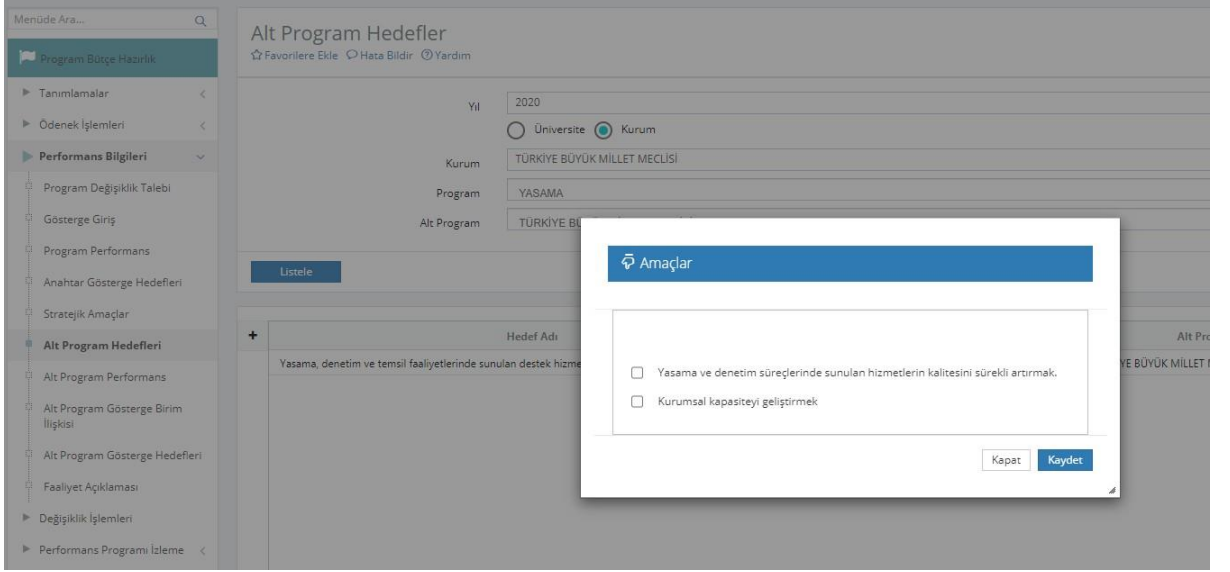 Menüde Ara...
Program Bütçe Hazırlık
Tanımlamalar
Ödenek İşlemleri
Performans Bilgileri
Program Değişiklik Talebi
Gösterge Giriş
Program Performans
Anahtar Gösterge Hedefleri
Stratejik Amaçlar
Alt Program Hedefleri
Alt Program Performans
Alt Program Gösterge Birim
İlişkisi
Alt Program Gösterge Hedefleri
Faaliyet Açıklaması
Değişiklik İşlemleri
Performans Programı İzleme
Alt Program Hedefler
Favorilere Ekle Hata Bildir Yardım
Yıl 2020
Üniversite Kurum
Kurum TÜRKİYE BÜYÜK MİLLET MECLİSİ
Program YASAMA
Alt Program TÜRKİYE
Listele
Hedef Adı Alt
Yasama, denetim ve temsil faaliyetlerinde sunulan destek BÜYÜK MİLLET
Amaçlar
Yasama ve denetim süreçlerinde sunulan hizmetlerin kalitesini sürekli artırmak.
Kurumsal kapasiteyi geliştirmek
Kapat Kaydet